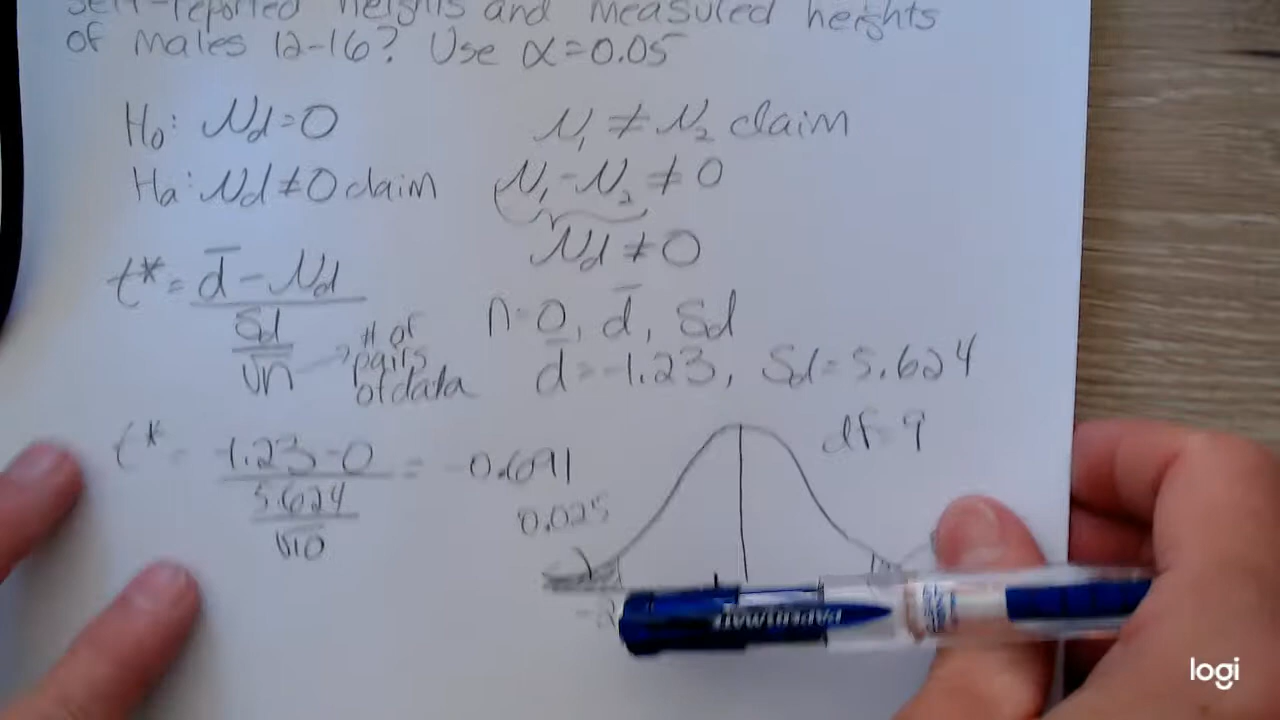 self-reported heights and measured heights
of males 12-16? Use α=0.05
H₀: μd=0
Ha: μd≠0 claim
μ₁ ≠ μ₂ claim
μ₁-μ₂ ≠ 0
μd ≠ 0
t* = (d̄ - μd)/(Sd/√n)
# of
pairs
of data
d̄, Sd
d̄ = -1.23, Sd = 5.624
t* = (-1.23-0)/(5.624/√10) = -0.691
df=9
0.025
PAPERMATE
logi